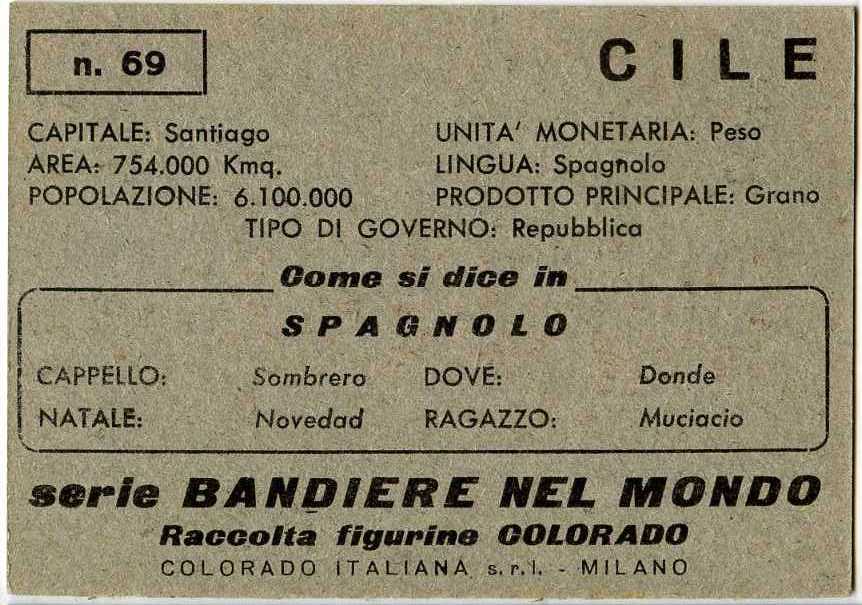 n. 69
CILE
CAPITALE: Santiago UNITA' MONETARIA: Peso
AREA: 754.000 Kmq. LINGUA: Spagnolo
POPOLAZIONE: 6.100.000 PRODOTTO PRINCIPALE: Grano
TIPO DI GOVERNO: Repubblica
Come si dice in
SPAGNOLO
CAPPELLO: Sombrero DOVE: Donde
NATALE: Novedad RAGAZZO: Muciacio
serie BANDIERE NEL MONDO
Raccolta figurine COLORADO
COLORADO ITALIANA s.r.l. - MILANO